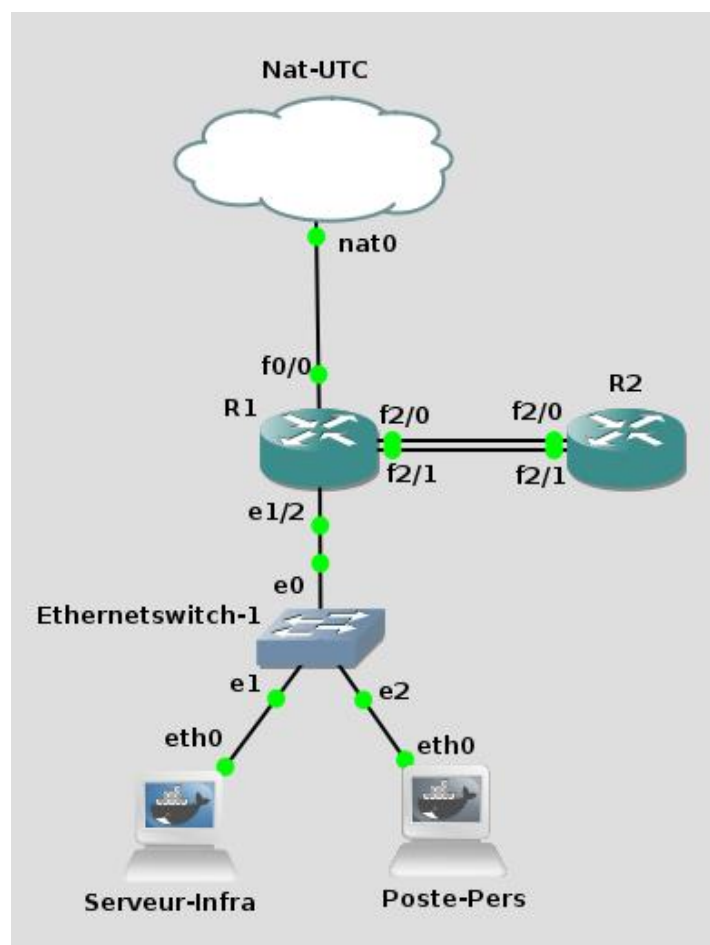 Nat-UTC
nat0
f0/0
R1
R2
f2/0
f2/0
f2/1
f2/1
e1/2
e0
Ethernetswitch-1
e1
e2
eth0
eth0
Serveur-Infra
Poste-Pers